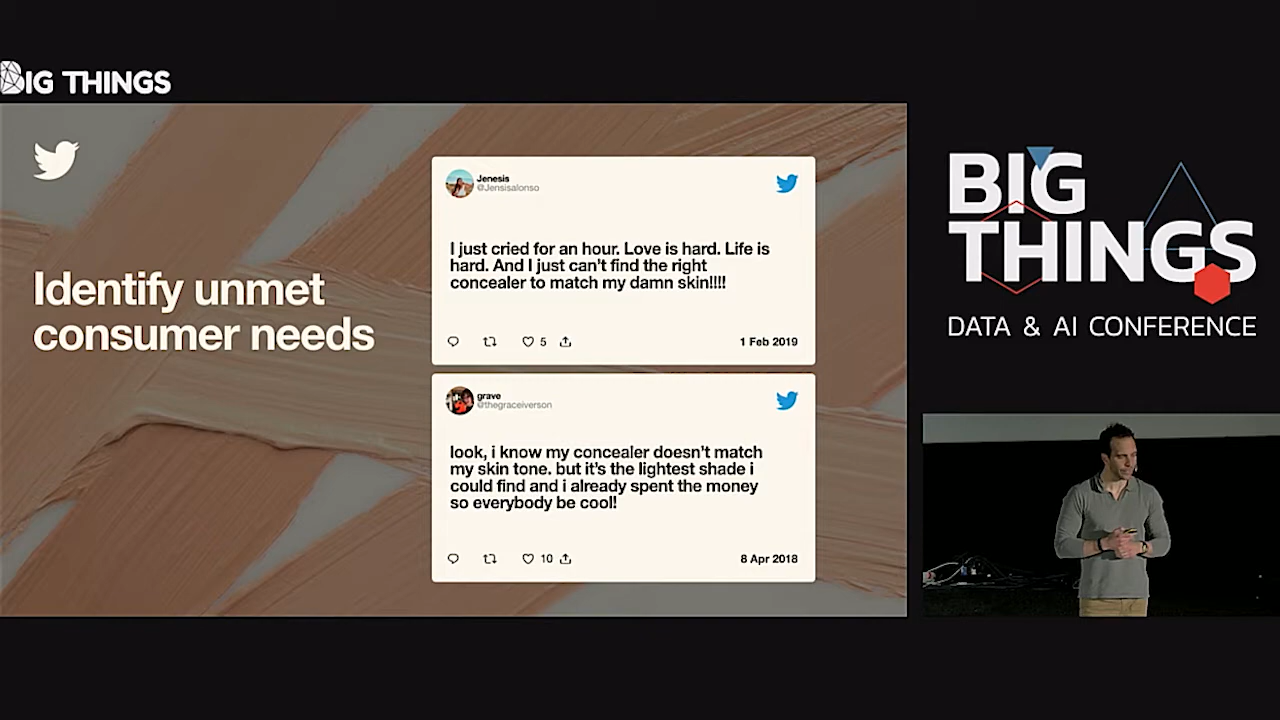 BIG THINGS
Identify unmet
consumer needs
Jenesis
@Jensisalonso
I just cried for an hour. Love is hard. Life is
hard. And I just can't find the right
concealer to match my damn skin!!!!
5
1 Feb 2019
grave
@thegraceiverson
look, i know my concealer doesn't match
my skin tone. but it's the lightest shade i
could find and i already spent the money
so everybody be cool!
10
8 Apr 2018
BIG
THINGS
DATA & AI CONFERENCE